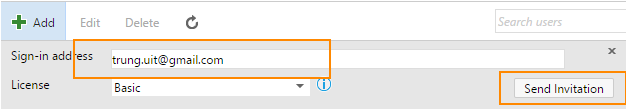 Add Edit Delete Search users
Sign-in address trung.uit@gmail.com
License Basic Send Invitation